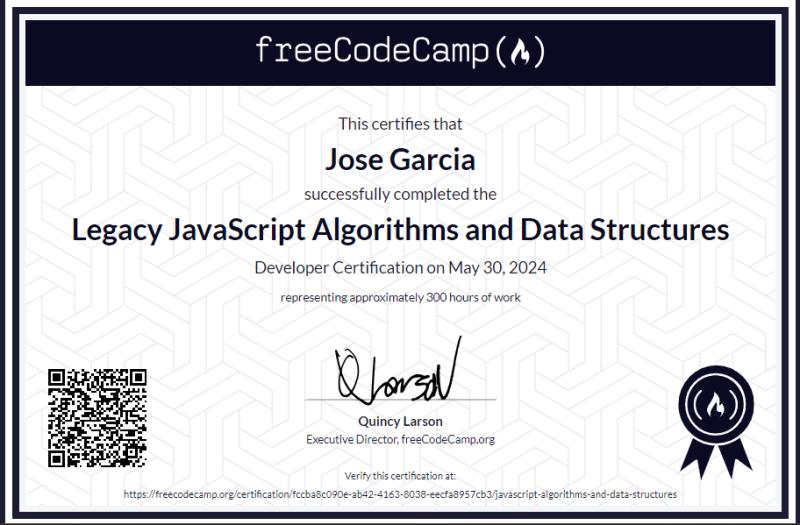 freeCodeCamp(🔥)
This certifies that
Jose Garcia
successfully completed the
Legacy JavaScript Algorithms and Data Structures
Developer Certification on May 30, 2024
representing approximately 300 hours of work
QLarson
Quincy Larson
Executive Director, freeCodeCamp.org
Verify this certification at:
https://freecodecamp.org/certification/fccba8c090e-ab42-4163-8038-eecfa8957cb3/javascript-algorithms-and-data-structures